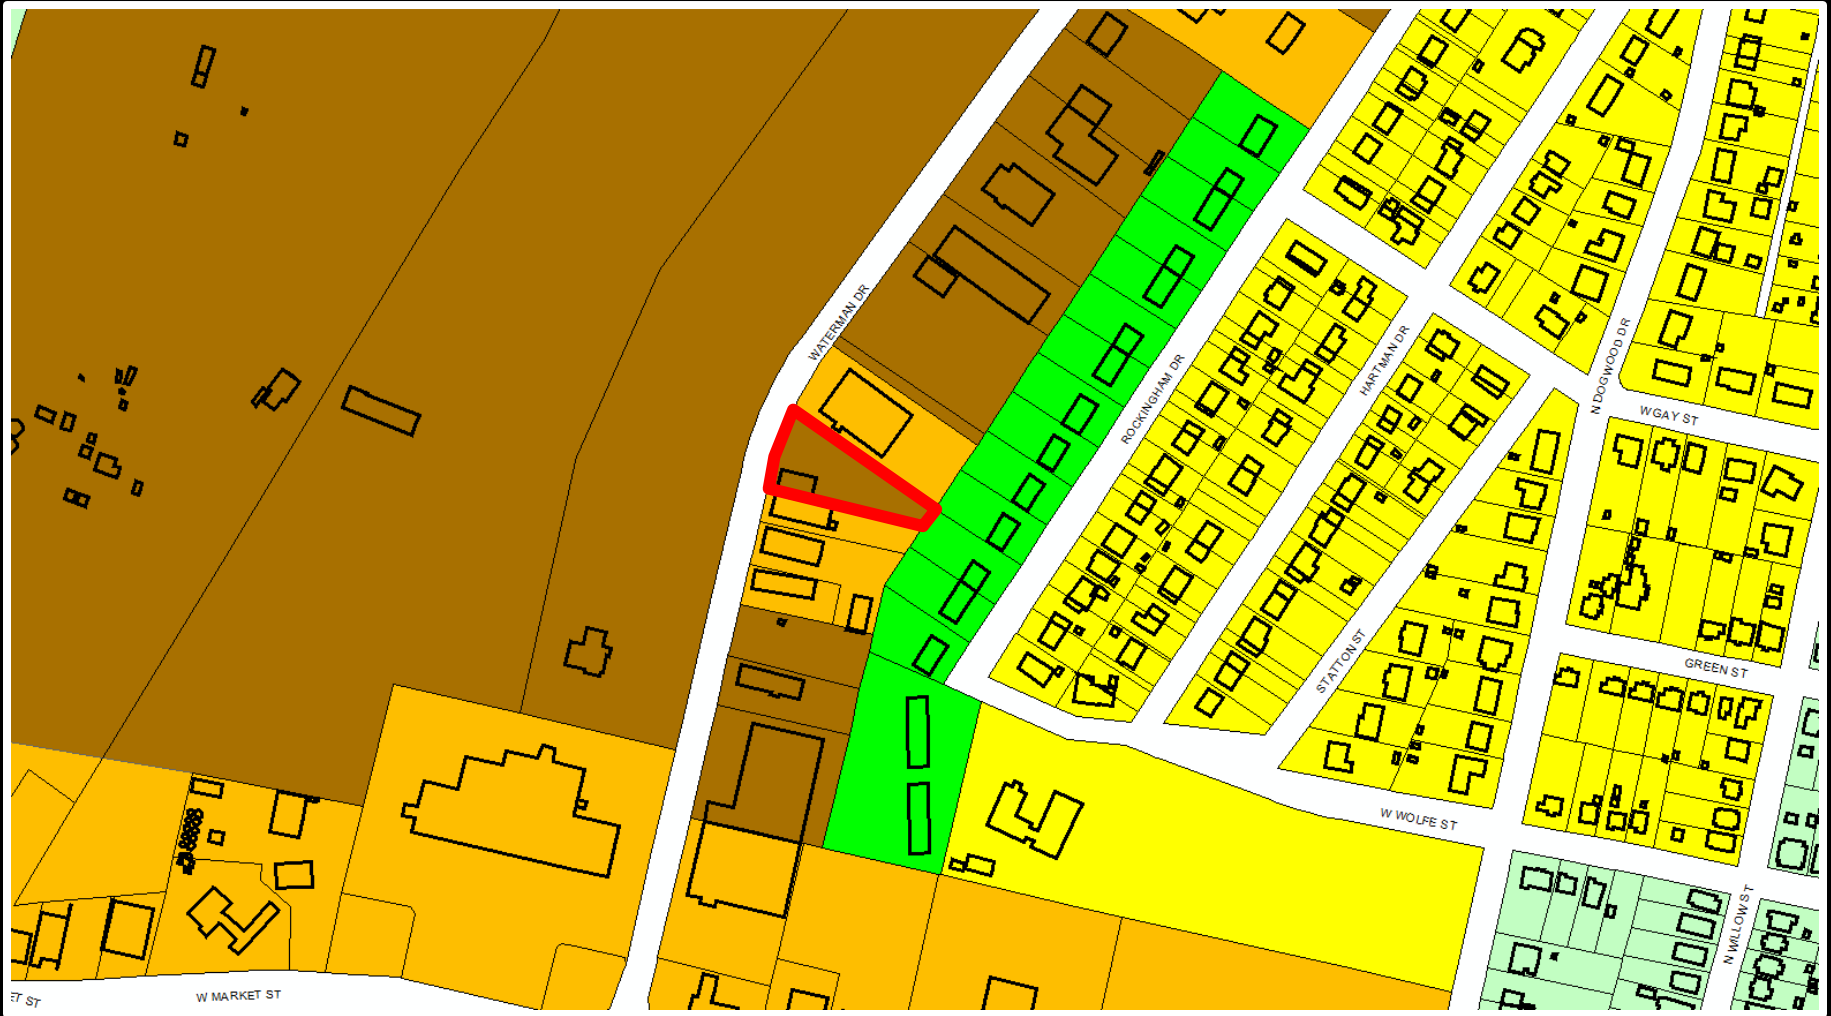 WATERMAN DR
ROCKINGHAM DR
HARTMAN DR
N DOGWOOD DR
W GAY ST
STATTON ST
GREEN ST
W WOLFE ST
N WILLOW ST
W MARKET ST
ET ST